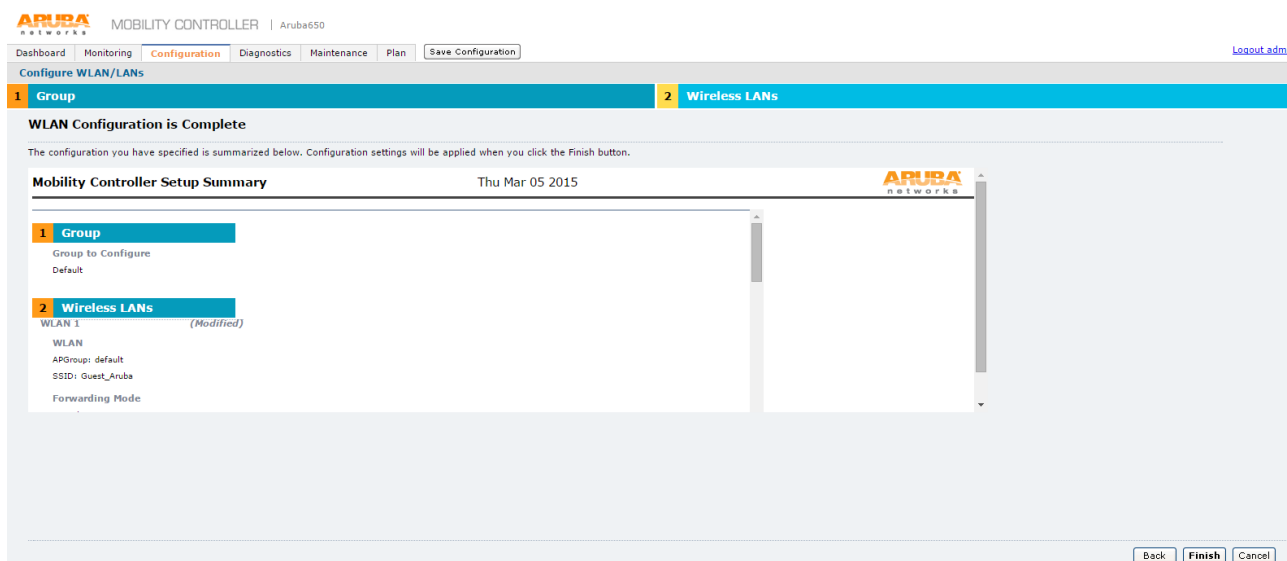 ARUBA networks MOBILITY CONTROLLER | Aruba650
Dashboard Monitoring Configuration Diagnostics Maintenance Plan Save Configuration Logout adm
Configure WLAN/LANs
1 Group 2 Wireless LANs
WLAN Configuration is Complete
The configuration you have specified is summarized below. Configuration settings will be applied when you click the Finish button.
Mobility Controller Setup Summary Thu Mar 05 2015 ARUBA networks
1 Group
Group to Configure
Default
2 Wireless LANs
WLAN 1 (Modified)
WLAN
APGroup: default
SSID: Guest_Aruba
Forwarding Mode
Back Finish Cancel